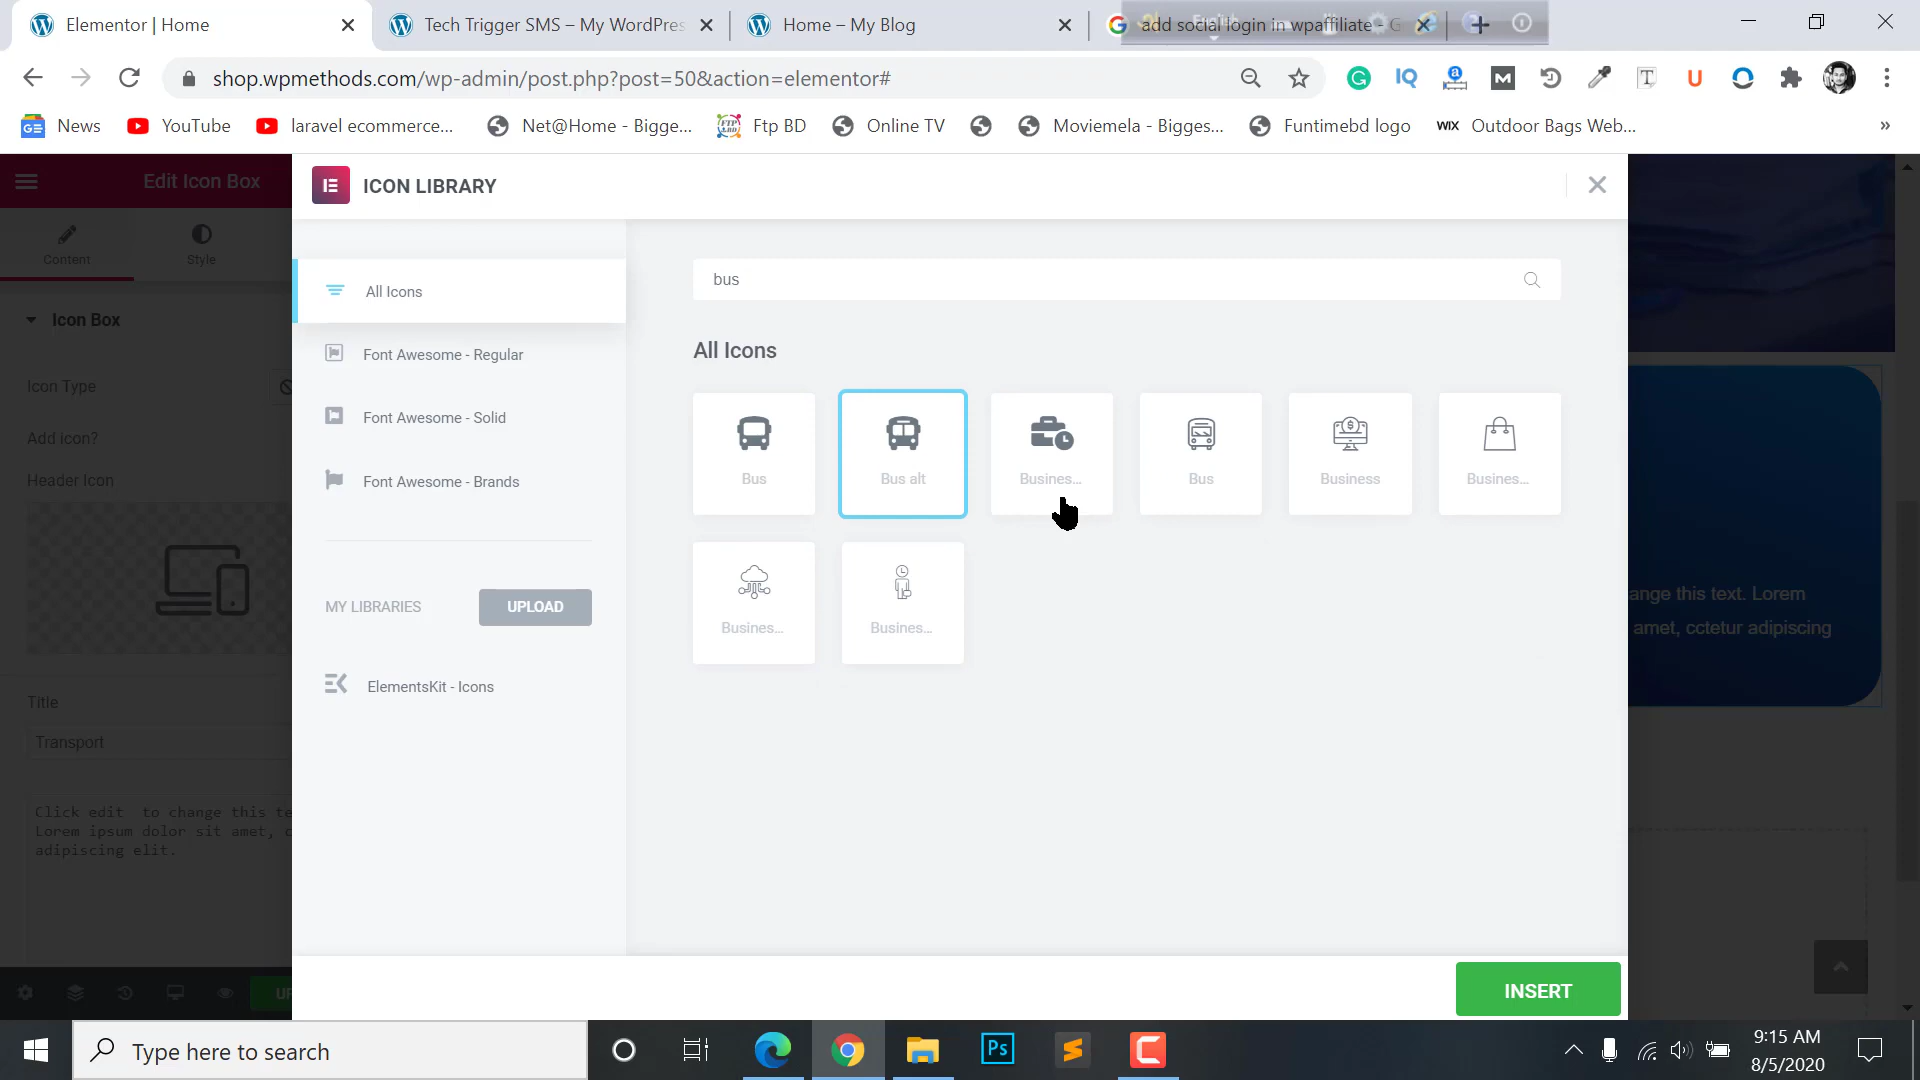 Elementor | Home
Tech Trigger SMS – My WordPres
Home – My Blog
add social login in wpaffiliate - G
shop.wpmethods.com/wp-admin/post.php?post=50&action=elementor#
News
YouTube
laravel ecommerce...
Net@Home - Bigge...
Ftp BD
Online TV
Moviemela - Bigges...
Funtimebd logo
WIX
Outdoor Bags Web...
»
Edit Icon Box
ICON LIBRARY
Content
Style
bus
All Icons
Icon Box
Font Awesome - Regular
All Icons
Icon Type
Font Awesome - Solid
Add icon?
Header Icon
Font Awesome - Brands
Bus
Bus alt
Busines...
Bus
Business
Busines...
MY LIBRARIES
UPLOAD
ange this text. Lorem
amet, cctetur adipiscing
Busines...
Busines...
ElementsKit - Icons
Title
Transport
Click edit to change this te
Lorem ipsum dolor sit amet, c
adipiscing elit.
UP
INSERT
Type here to search
Ps
9:15 AM
8/5/2020